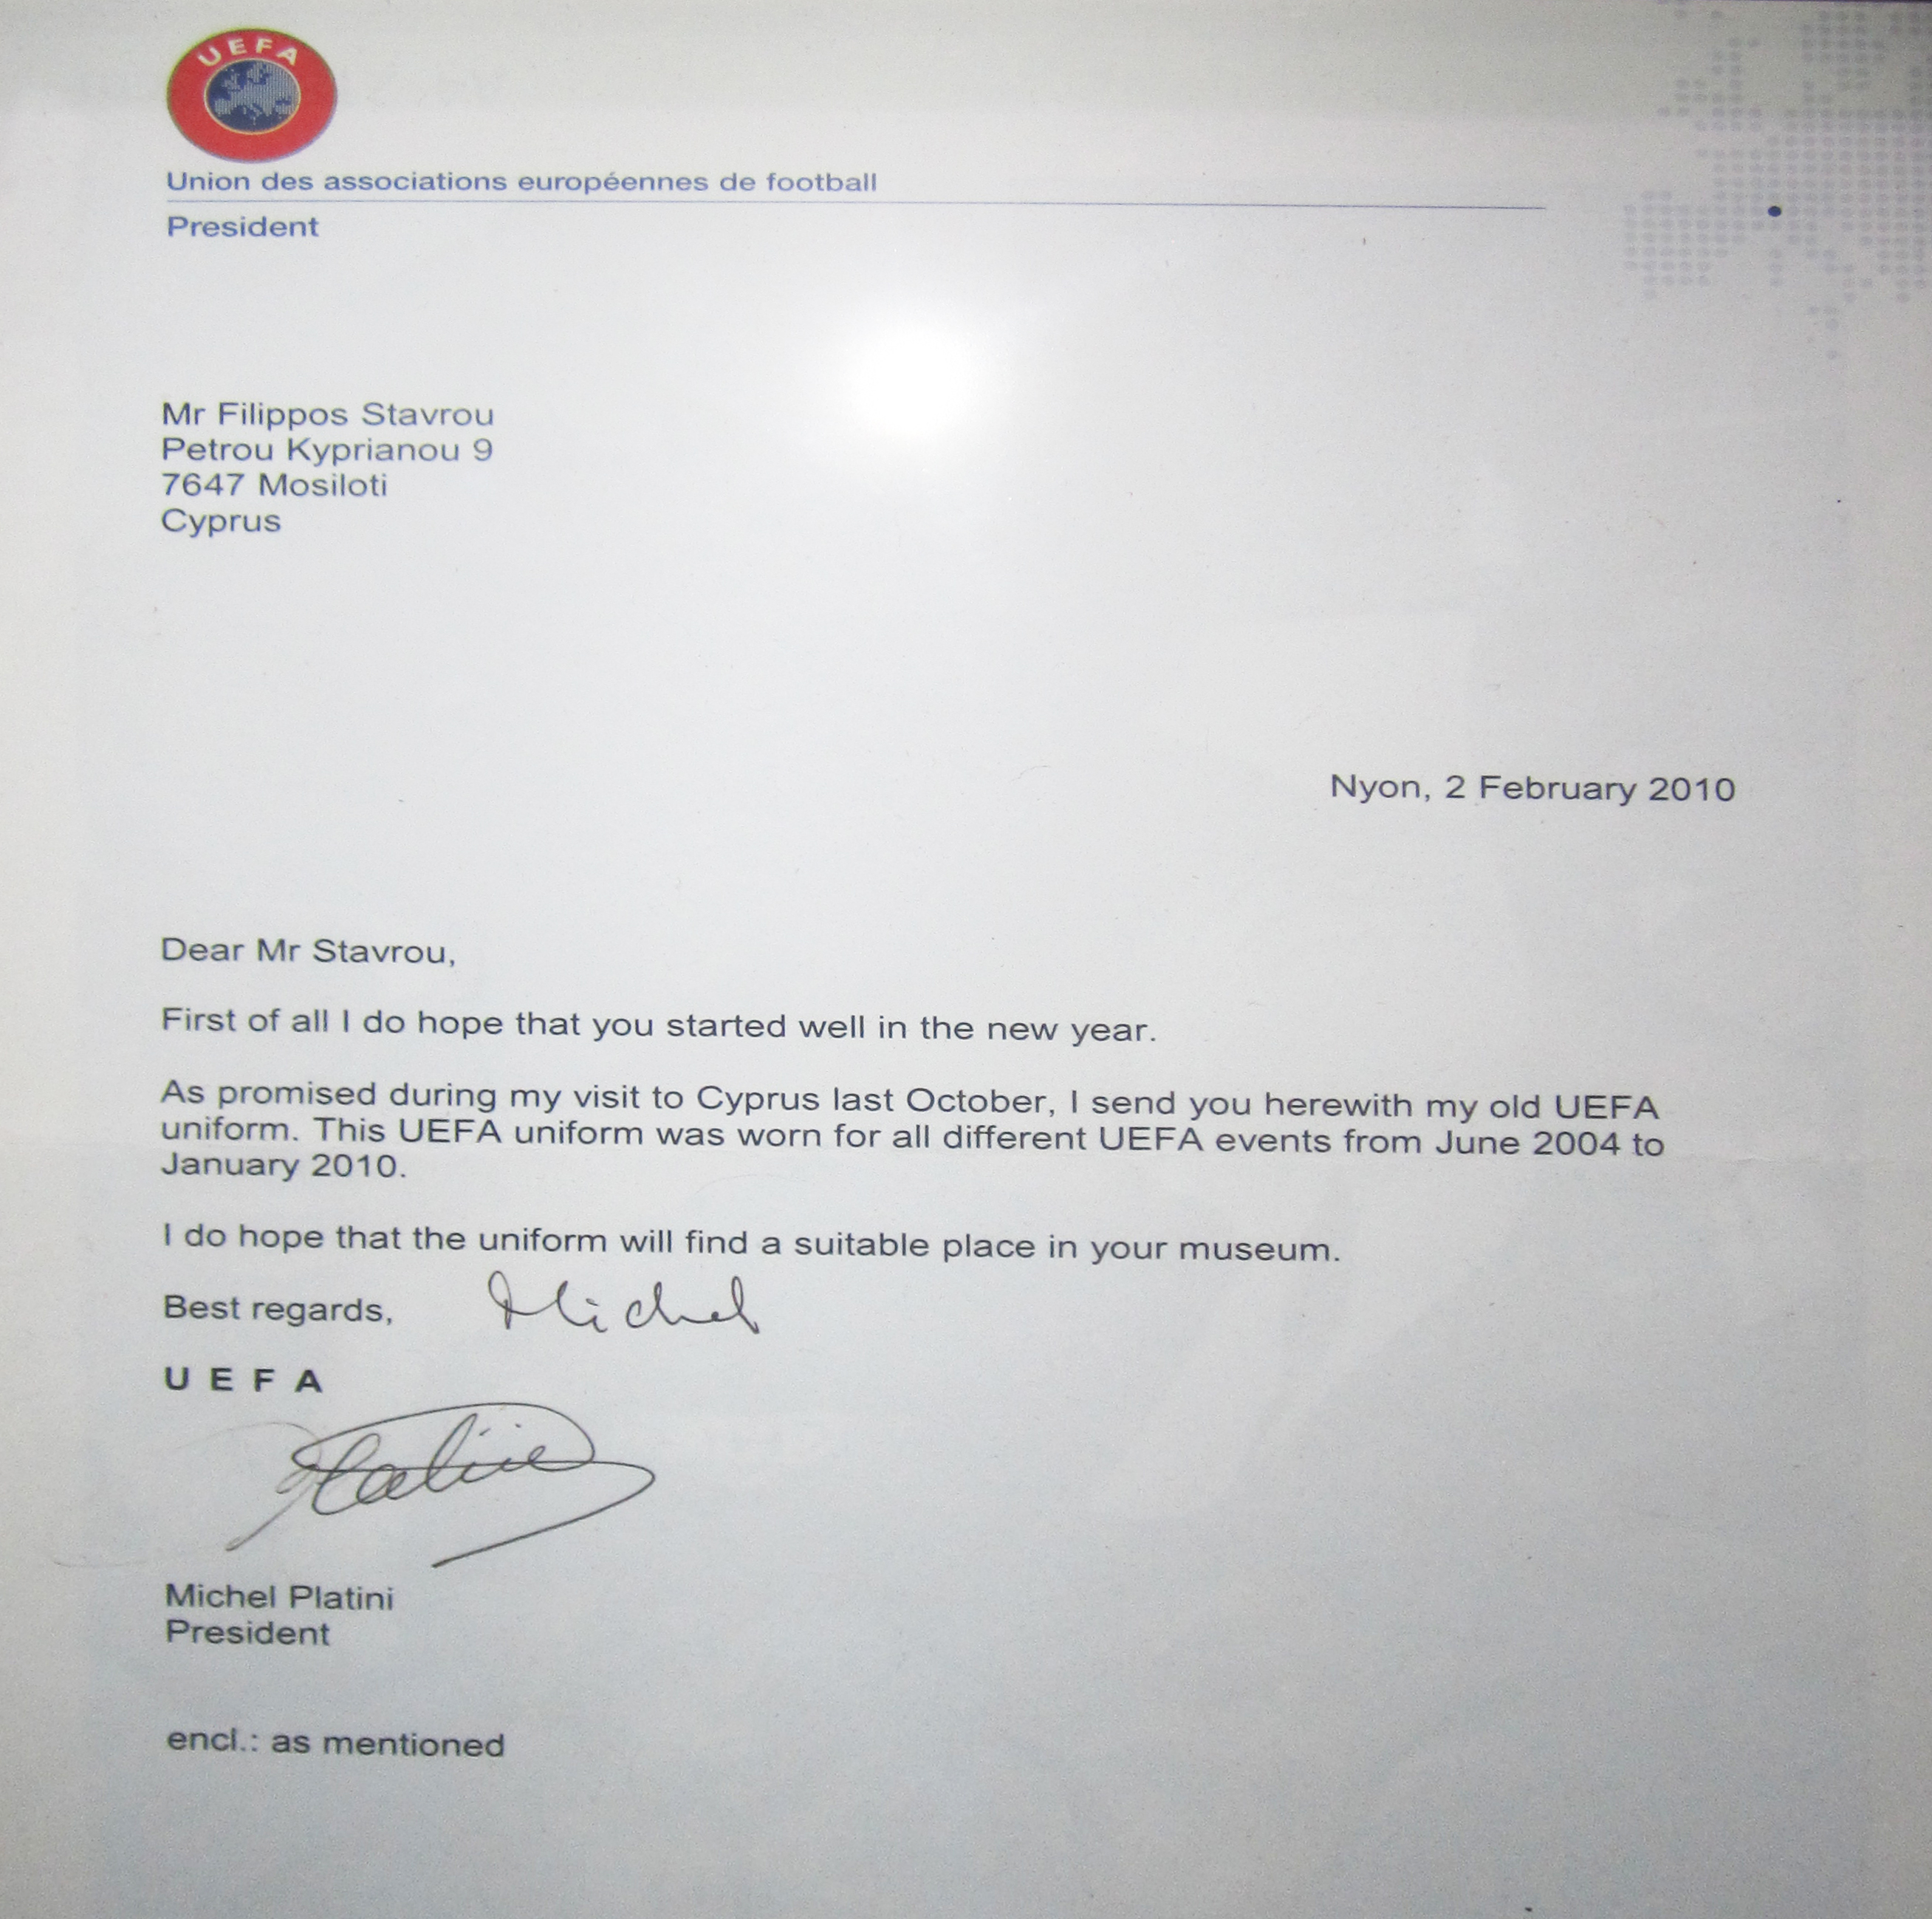 UEFA
Union des associations européennes de football
President
Mr Filippos Stavrou
Petrou Kyprianou 9
7647 Mosiloti
Cyprus
Nyon, 2 February 2010
Dear Mr Stavrou,
First of all I do hope that you started well in the new year.
As promised during my visit to Cyprus last October, I send you herewith my old UEFA
uniform. This UEFA uniform was worn for all different UEFA events from June 2004 to
January 2010.
I do hope that the uniform will find a suitable place in your museum.
Best regards, Michel
U E F A
Platini
Michel Platini
President
encl.: as mentioned